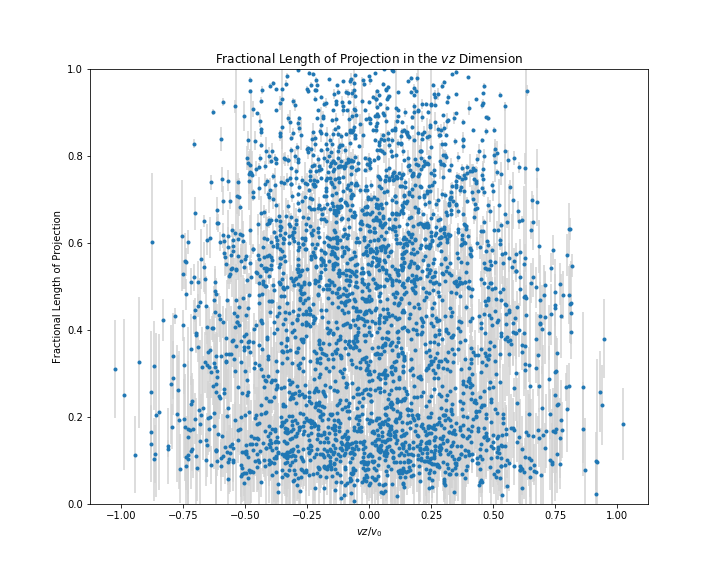 Fractional Length of Projection in the vz Dimension
1.0
0.8
0.6
0.4
0.2
0.0
Fractional Length of Projection
−1.00 −0.75 −0.50 −0.25 0.00 0.25 0.50 0.75 1.00
vz/v₀